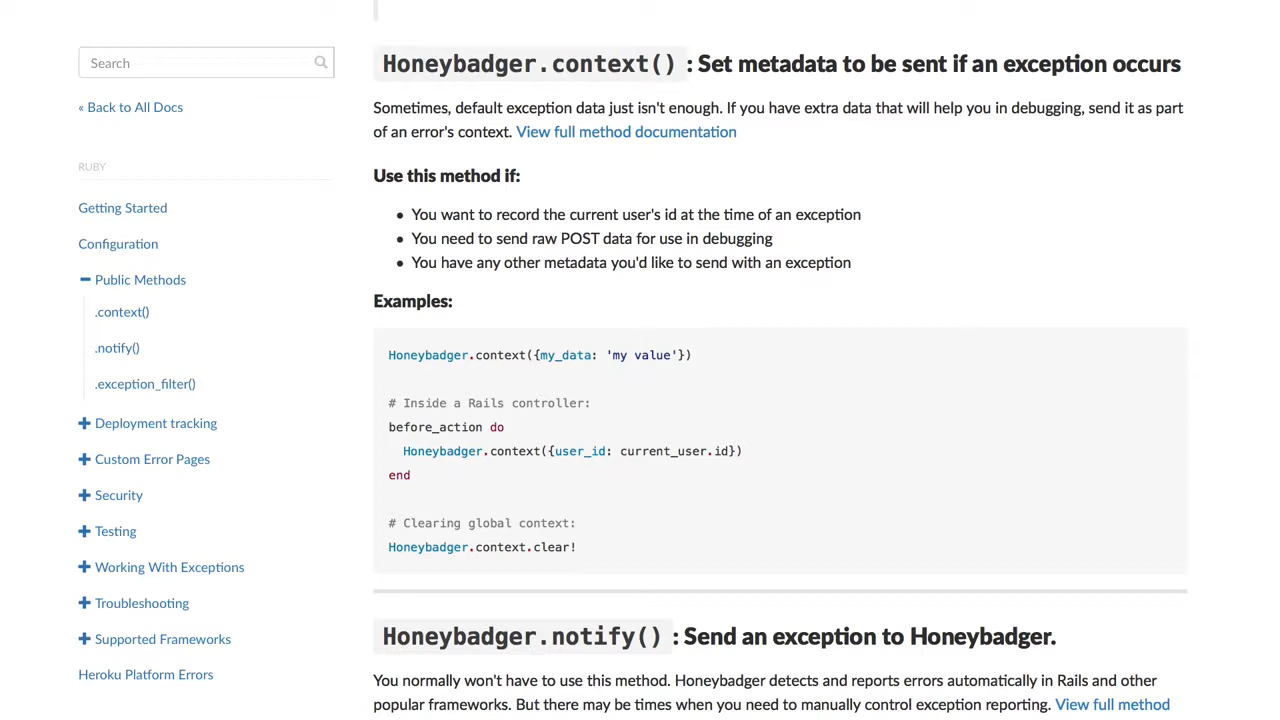 Search
« Back to All Docs
RUBY
Getting Started
Configuration
Public Methods
.context()
.notify()
.exception_filter()
Deployment tracking
Custom Error Pages
Security
Testing
Working With Exceptions
Troubleshooting
Supported Frameworks
Heroku Platform Errors
Honeybadger.context() : Set metadata to be sent if an exception occurs
Sometimes, default exception data just isn't enough. If you have extra data that will help you in debugging, send it as part
of an error's context. View full method documentation
Use this method if:
• You want to record the current user's id at the time of an exception
• You need to send raw POST data for use in debugging
• You have any other metadata you'd like to send with an exception
Examples:
Honeybadger.context({my_data: 'my value'})
# Inside a Rails controller:
before_action do
  Honeybadger.context({user_id: current_user.id})
end
# Clearing global context:
Honeybadger.context.clear!
Honeybadger.notify() : Send an exception to Honeybadger.
You normally won't have to use this method. Honeybadger detects and reports errors automatically in Rails and other
popular frameworks. But there may be times when you need to manually control exception reporting. View full method